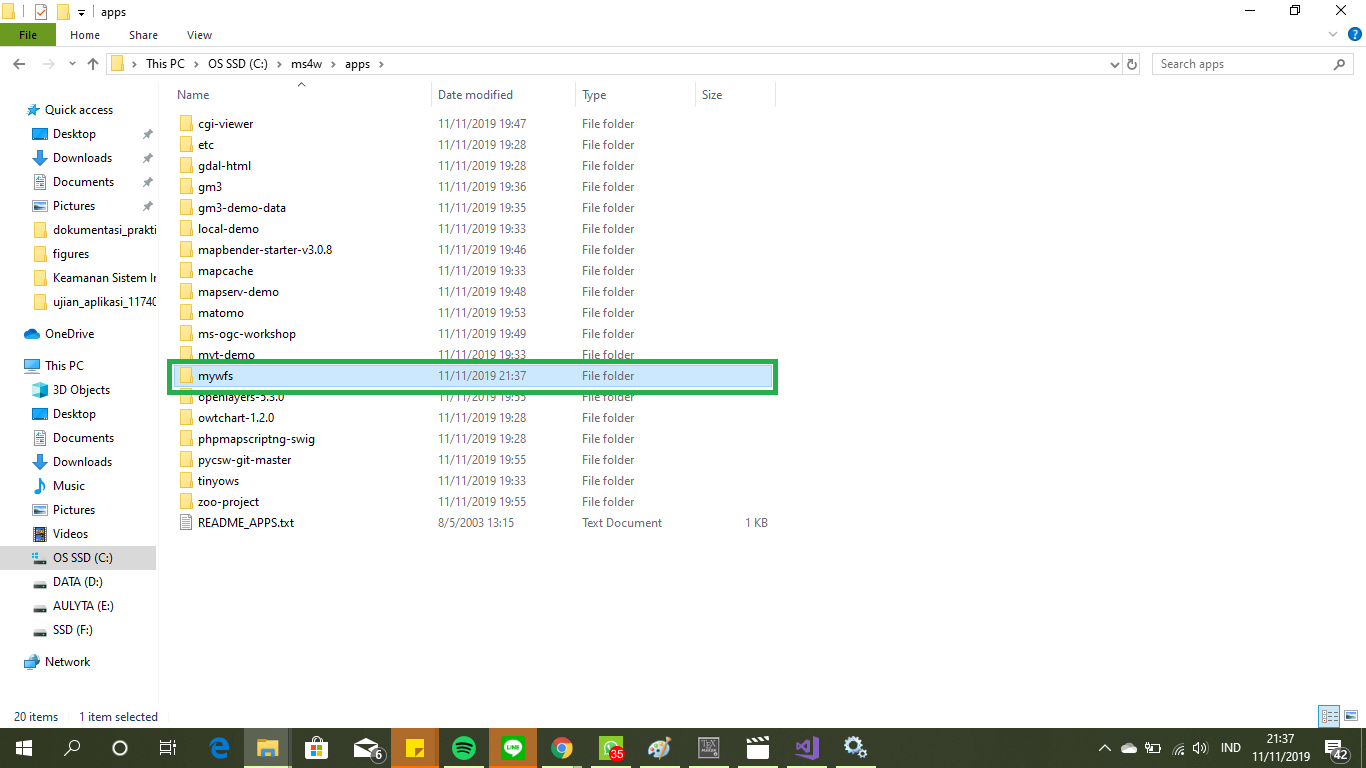 apps
File Home Share View
This PC OS SSD (C:) ms4w apps Search apps
Name Date modified Type Size
Quick access
Desktop
Downloads
Documents
Pictures
dokumentasi_prakti
figures
Keamanan Sistem Ir
ujian_aplikasi_11740
OneDrive
This PC
3D Objects
Desktop
Documents
Downloads
Music
Pictures
Videos
OS SSD (C:)
DATA (D:)
AULYTA (E:)
SSD (F:)
Network
cgi-viewer 11/11/2019 19:47 File folder
etc 11/11/2019 19:28 File folder
gdal-html 11/11/2019 19:28 File folder
gm3 11/11/2019 19:36 File folder
gm3-demo-data 11/11/2019 19:35 File folder
local-demo 11/11/2019 19:33 File folder
mapbender-starter-v3.0.8 11/11/2019 19:46 File folder
mapcache 11/11/2019 19:33 File folder
mapserv-demo 11/11/2019 19:48 File folder
matomo 11/11/2019 19:53 File folder
ms-ogc-workshop 11/11/2019 19:49 File folder
mvt-demo 11/11/2019 19:33 File folder
mywfs 11/11/2019 21:37 File folder
openlayers-5.3.0 11/11/2019 19:55 File folder
owtchart-1.2.0 11/11/2019 19:28 File folder
phpmapscriptng-swig 11/11/2019 19:28 File folder
pycsw-git-master 11/11/2019 19:55 File folder
tinyows 11/11/2019 19:33 File folder
zoo-project 11/11/2019 19:55 File folder
README_APPS.txt 8/5/2003 13:15 Text Document 1 KB
20 items 1 item selected
6 LINE 35 TEX MAKER IND 21:37 42
11/11/2019